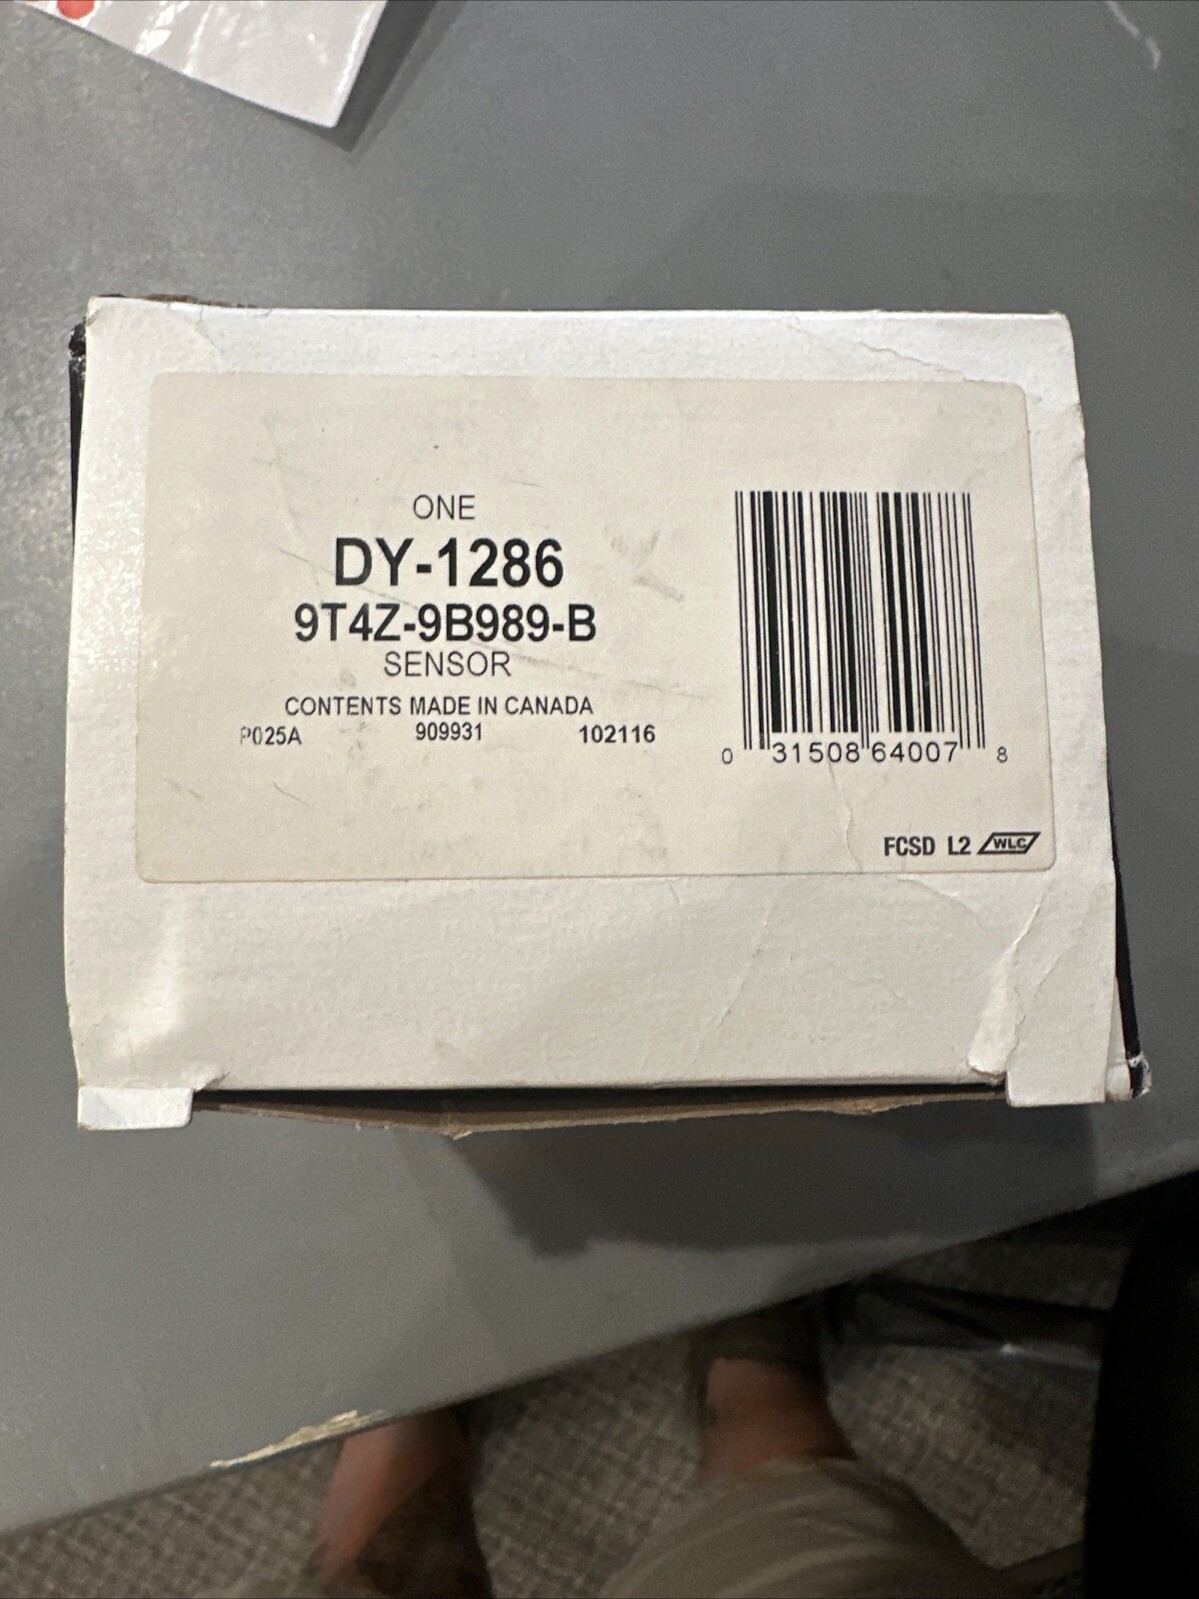 ONE
DY-1286
9T4Z-9B989-B
SENSOR
CONTENTS MADE IN CANADA
P025A 909931 102116
0 31508 64007 8
FCSD L2 WLC